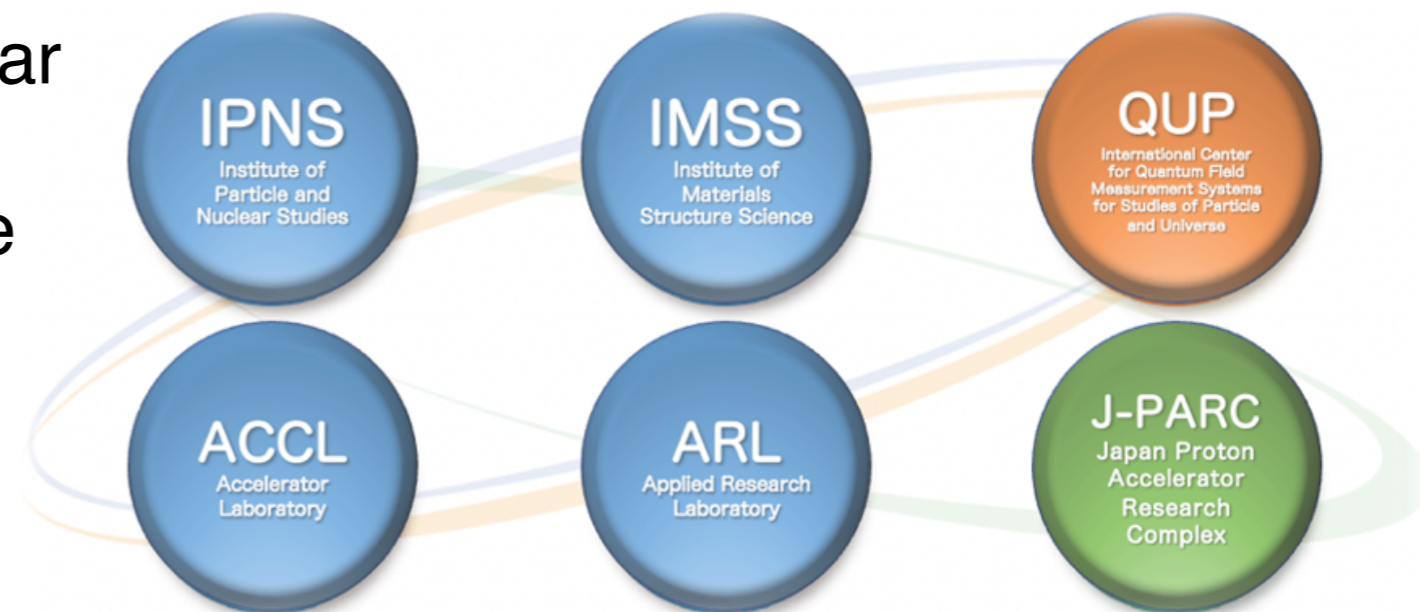 ar
e
IPNS
Institute of
Particle and
Nuclear Studies
IMSS
Institute of
Materials
Structure Science
QUP
International Center
for Quantum Field
Measurement Systems
for Studies of Particle
and Universe
ACCL
Accelerator
Laboratory
ARL
Applied Research
Laboratory
J-PARC
Japan Proton
Accelerator
Research
Complex